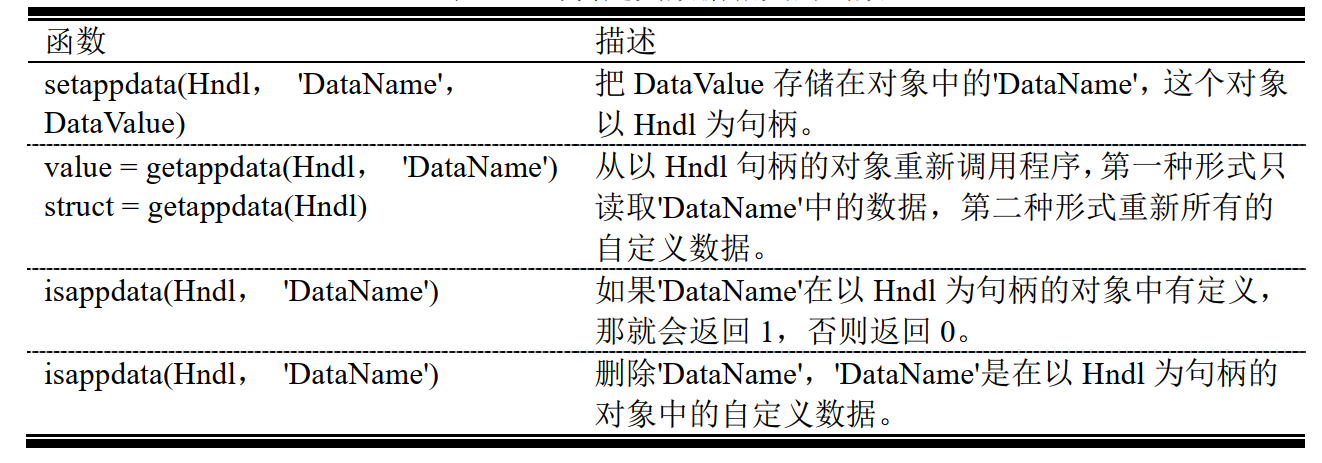 函数 描述
setappdata(Hndl， 'DataName'， 把 DataValue 存储在对象中的'DataName'，这个对象
DataValue) 以 Hndl 为句柄。
value = getappdata(Hndl， 'DataName') 从以 Hndl 句柄的对象重新调用程序，第一种形式只
struct = getappdata(Hndl) 读取'DataName'中的数据，第二种形式重新所有的
自定义数据。
isappdata(Hndl， 'DataName') 如果'DataName'在以 Hndl 为句柄的对象中有定义，
那就会返回 1，否则返回 0。
isappdata(Hndl， 'DataName') 删除'DataName'，'DataName'是在以 Hndl 为句柄的
对象中的自定义数据。